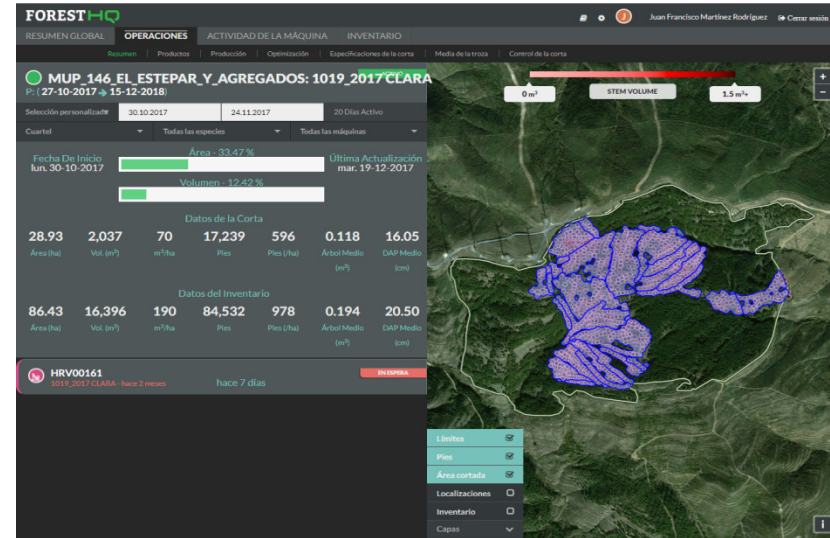 FORESTHQ
J
Juan Francisco Martínez Rodríguez
Cerrar sesión
RESUMEN GLOBAL OPERACIONES ACTIVIDAD DE LA MÁQUINA INVENTARIO
Resumen Productos Producción Optimización Especificaciones de la corta Media de la troza Control de la corta
MUP_146_EL_ESTEPAR_Y_AGREGADOS: 1019_2017 CLARA
P: ( 27-10-2017 → 15-12-2018)
Selección personalizada 30.10.2017 24.11.2017 20 Días Activo
Cuartel Todas las especies Todas las máquinas
Área - 33.47 %
Fecha De Inicio
lun. 30-10-2017
Última Actualización
mar. 19-12-2017
Volumen - 12.42 %
Datos de la Corta
28.93 2,037 70 17,239 596 0.118 16.05
Área (ha) Vol. (m³) m³/ha Pies Pies (/ha) Árbol Medio (m³) DAP Medio (cm)
Datos del Inventario
86.43 16,396 190 84,532 978 0.194 20.50
Área (ha) Vol. (m³) m³/ha Pies Pies (/ha) Árbol Medio (m³) DAP Medio (cm)
HRV00161
1019_2017 CLARA - hace 2 meses
hace 7 días
EN ESPERA
0 m³ STEM VOLUME 1.5 m³+
+
−
Límites
Pies
Área cortada
Localizaciones
Inventario
Capas
i